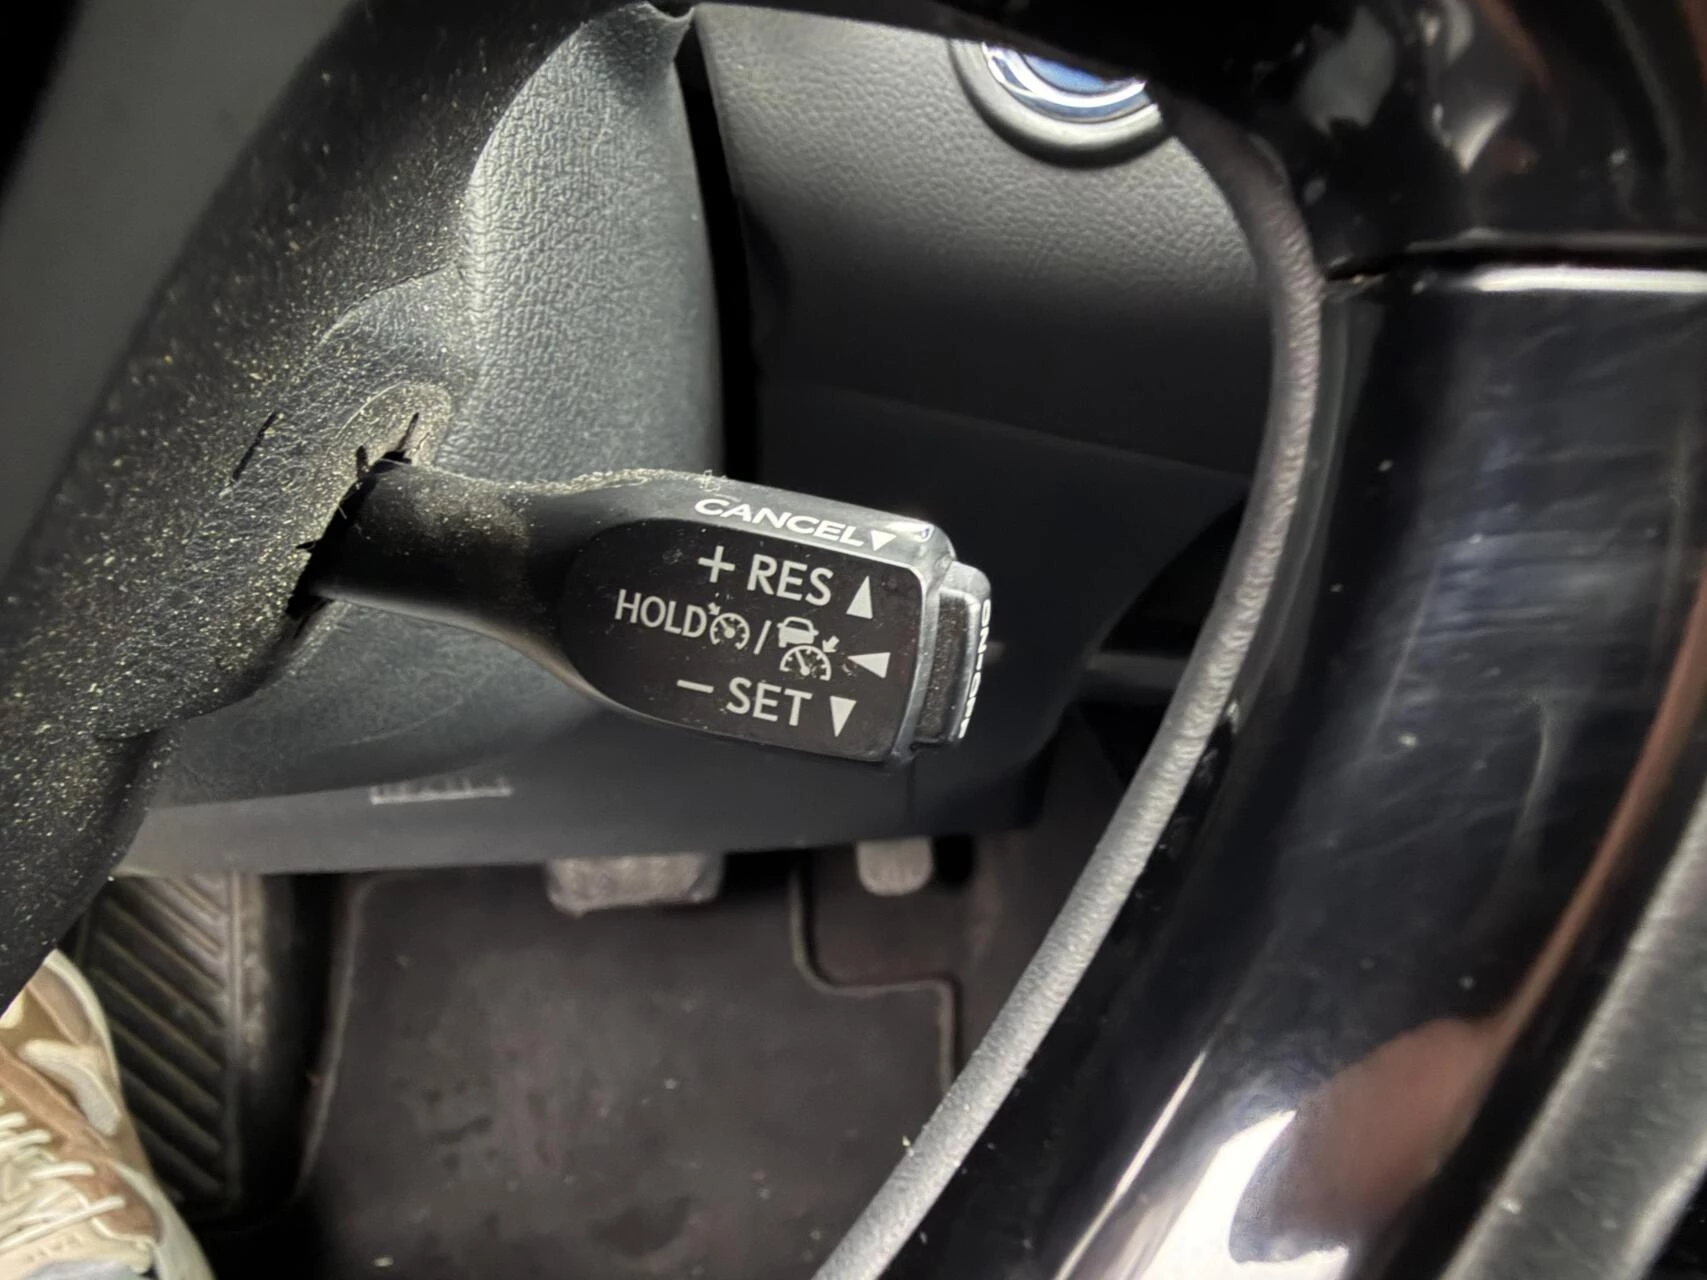 CANCEL▼
+ RES ▲
HOLD / ◄
− SET ▼